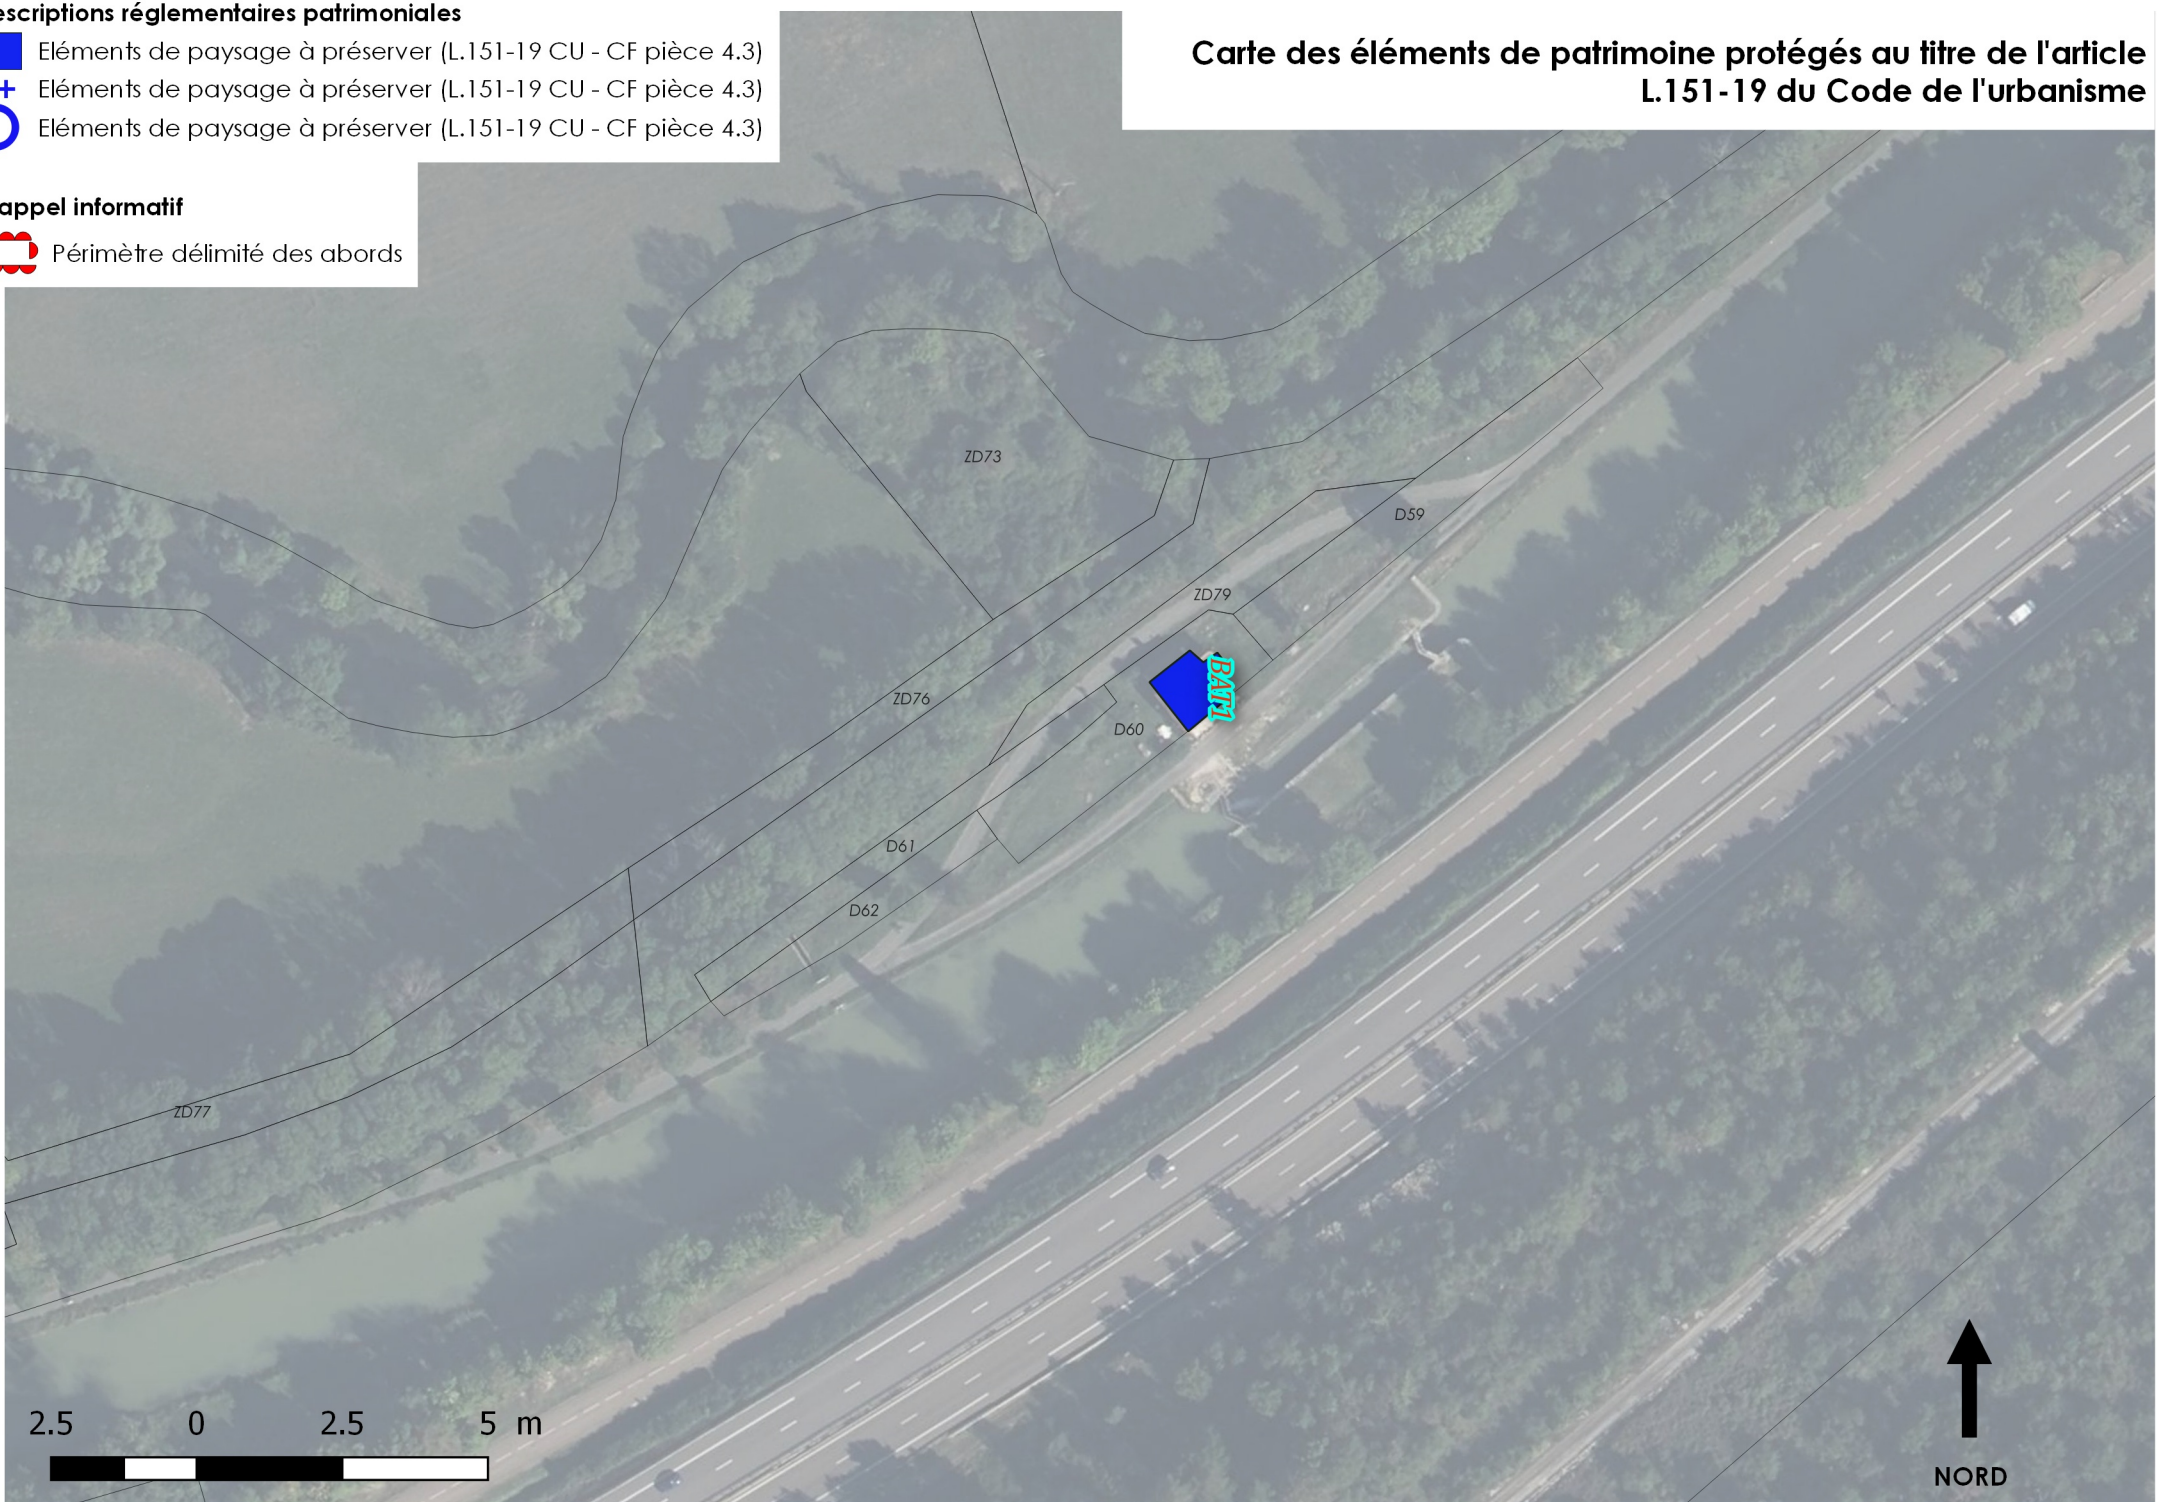 escriptions réglementaires patrimoniales
Eléments de paysage à préserver (L.151-19 CU - CF pièce 4.3)
Eléments de paysage à préserver (L.151-19 CU - CF pièce 4.3)
Eléments de paysage à préserver (L.151-19 CU - CF pièce 4.3)
Carte des éléments de patrimoine protégés au titre de l'article
L.151-19 du Code de l'urbanisme
appel informatif
Périmètre délimité des abords
ZD73
D59
ZD79
BAT1
ZD76
D60
D61
D62
ZD77
2.5 0 2.5 5 m
NORD